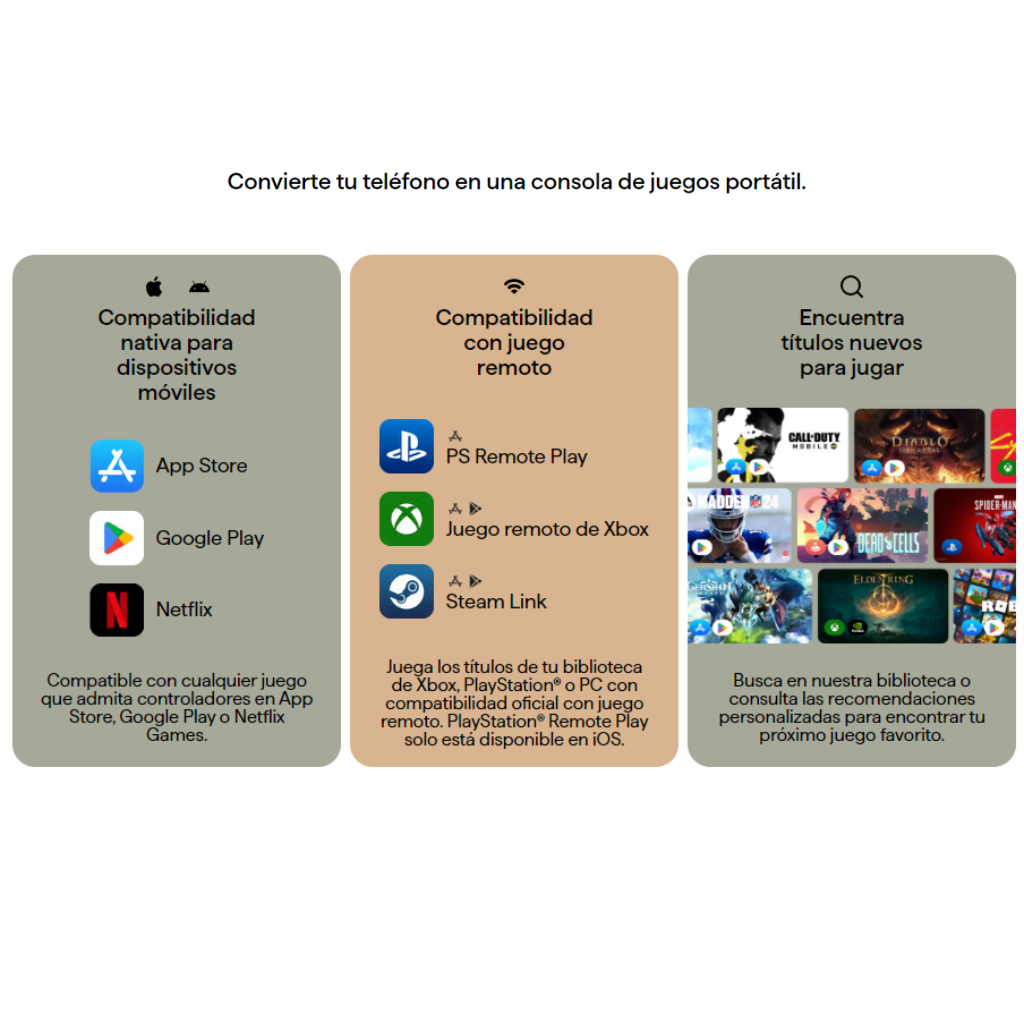 Convierte tu teléfono en una consola de juegos portátil.
Compatibilidad
nativa para
dispositivos
móviles
App Store
Google Play
Netflix
Compatible con cualquier juego
que admita controladores en App
Store, Google Play o Netflix
Games.
Compatibilidad
con juego
remoto
PS Remote Play
Juego remoto de Xbox
Steam Link
Juega los títulos de tu biblioteca
de Xbox, PlayStation® o PC con
compatibilidad oficial con juego
remoto. PlayStation® Remote Play
solo está disponible en iOS.
Encuentra
títulos nuevos
para jugar
CALL·DUTY
MOBILE
DIABLO
IMMORTAL
MADDEN NFL 24
DEAD CELLS
MARVEL
SPIDER-MAN
GENSHIN
ELDEN RING
ROB
Busca en nuestra biblioteca o
consulta las recomendaciones
personalizadas para encontrar tu
próximo juego favorito.